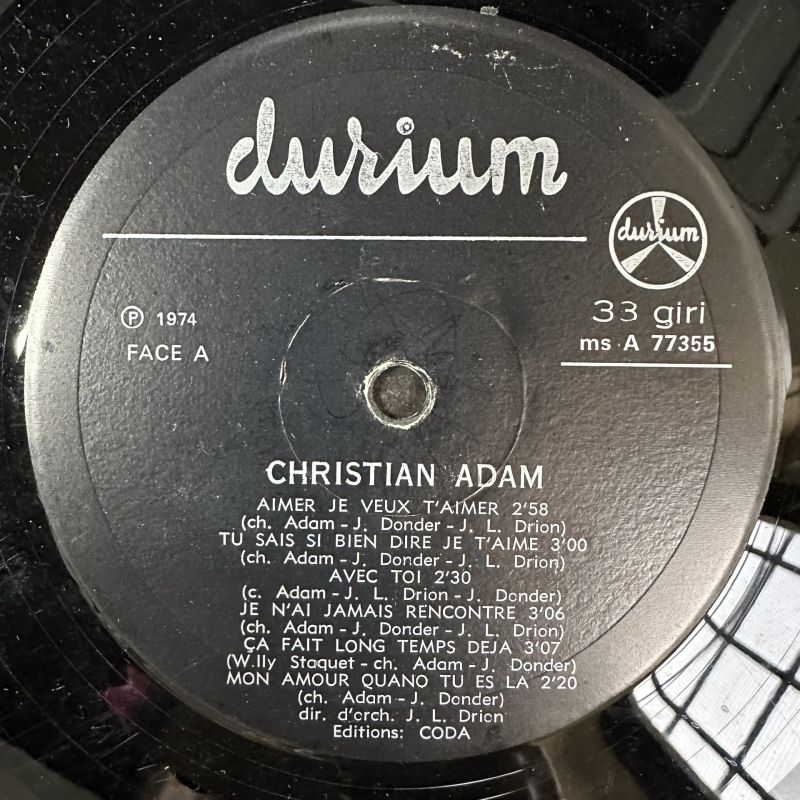 durium
durium
33 giri
ms A 77355
℗ 1974
FACE A
CHRISTIAN ADAM
AIMER JE VEUX T'AIMER 2'58
(ch. Adam - J. Donder - J. L. Drion)
TU SAIS SI BIEN DIRE JE T'AIME 3'00
(ch. Adam - J. Donder - J. L. Drion)
AVEC TOI 2'30
(c. Adam - J. L. Drion - J. Donder)
JE N'AI JAMAIS RENCONTRE 3'06
(ch. Adam - J. Donder - J. L. Drion)
ÇA FAIT LONG TEMPS DEJA 3'07
(W.lly Staquet - ch. Adam - J. Donder)
MON AMOUR QUANO TU ES LA 2'20
(ch. Adam - J. Donder)
dir. d'orch. J. L. Drion
Editions: CODA